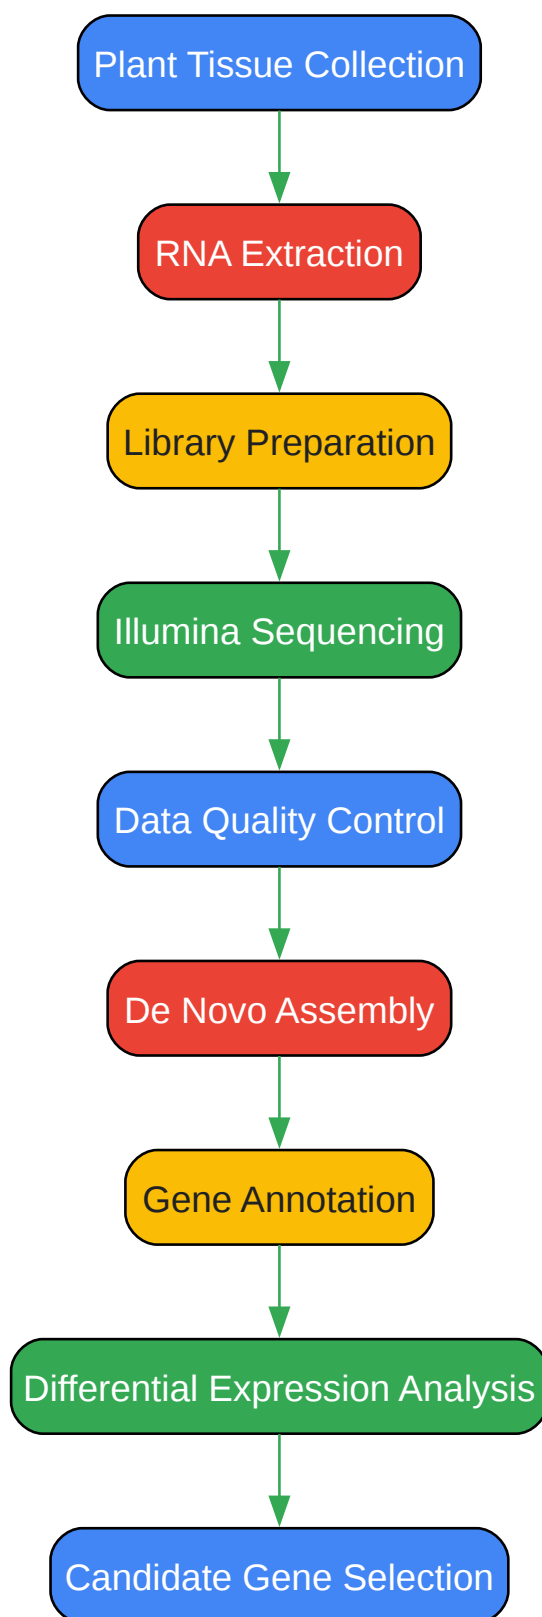 Plant Tissue Collection
RNA Extraction
Library Preparation
Illumina Sequencing
Data Quality Control
De Novo Assembly
Gene Annotation
Differential Expression Analysis
Candidate Gene Selection